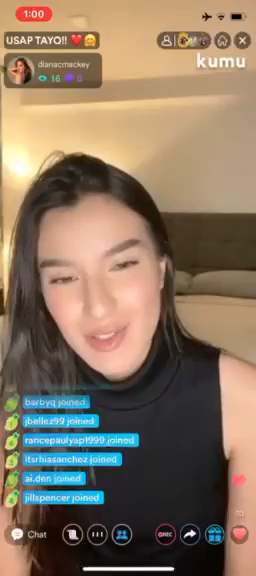 1:00
USAP TAYO!! ❤️🤗
kumu
dianacmackey
16 0
barbyq joined
jbellez99 joined
rancepaulyap1999 joined
itsrhiasanchez joined
ai.den joined
jillspencer joined
Chat
REC